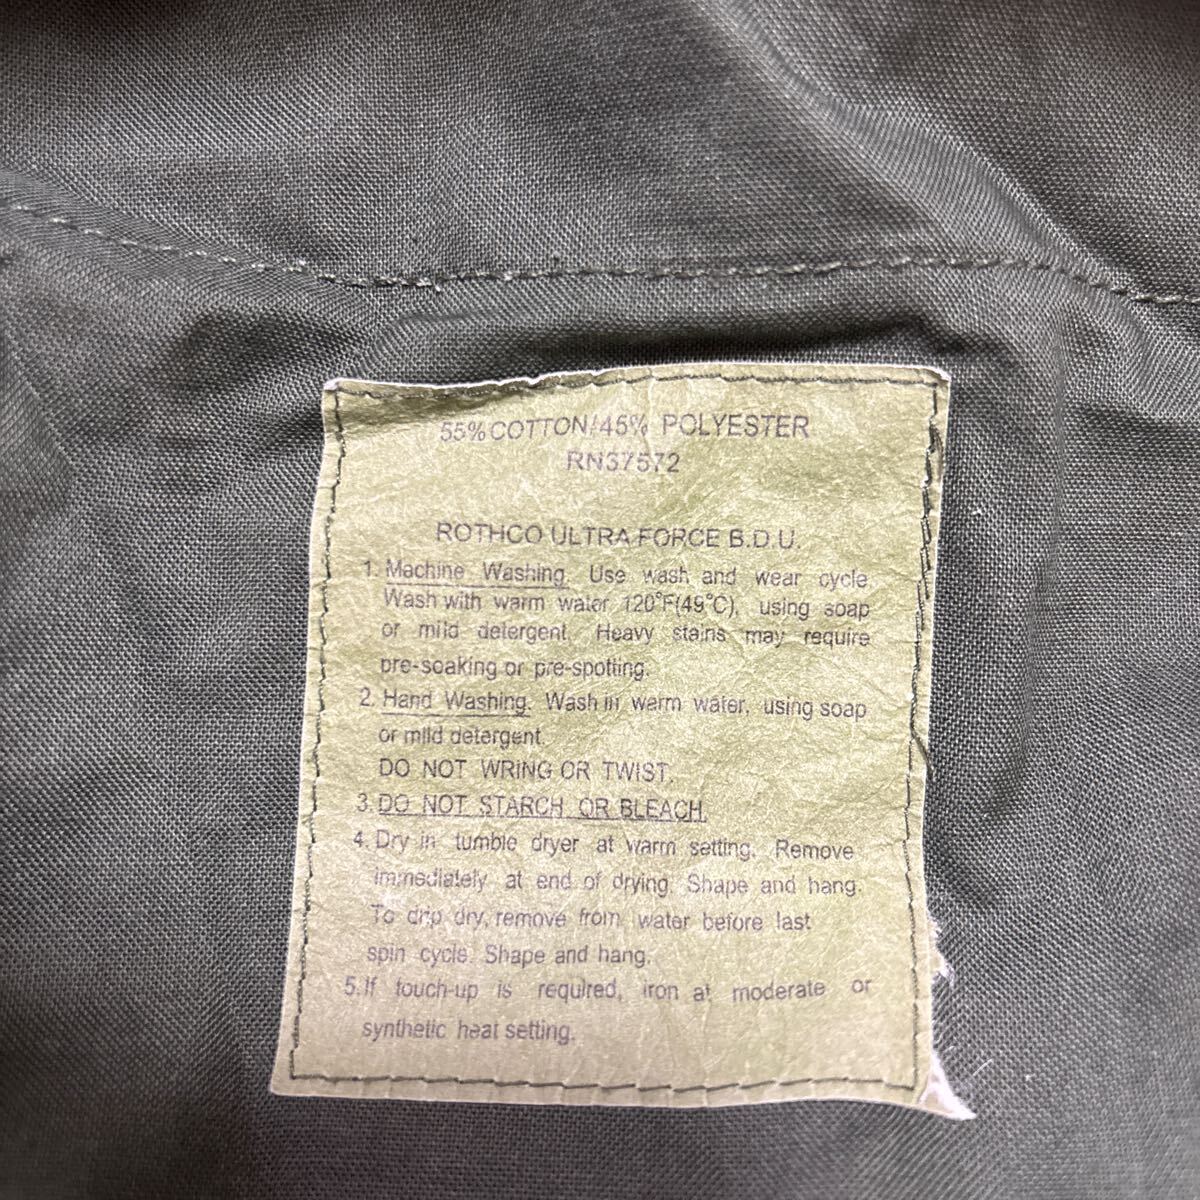 55% COTTON/45% POLYESTER
RN37572
ROTHCO ULTRA FORCE B.D.U.
1. Machine Washing. Use wash and wear cycle
Wash with warm water 120°F(49°C), using soap
or mild detergent. Heavy stains may require
pre-soaking or pre-spotting.
2. Hand Washing. Wash in warm water, using soap
or mild detergent.
DO NOT WRING OR TWIST.
3. DO NOT STARCH OR BLEACH.
4. Dry in tumble dryer at warm setting. Remove
immediately at end of drying. Shape and hang.
To drip dry, remove from water before last
spin cycle. Shape and hang.
5. If touch-up is required, iron at moderate or
synthetic heat setting.